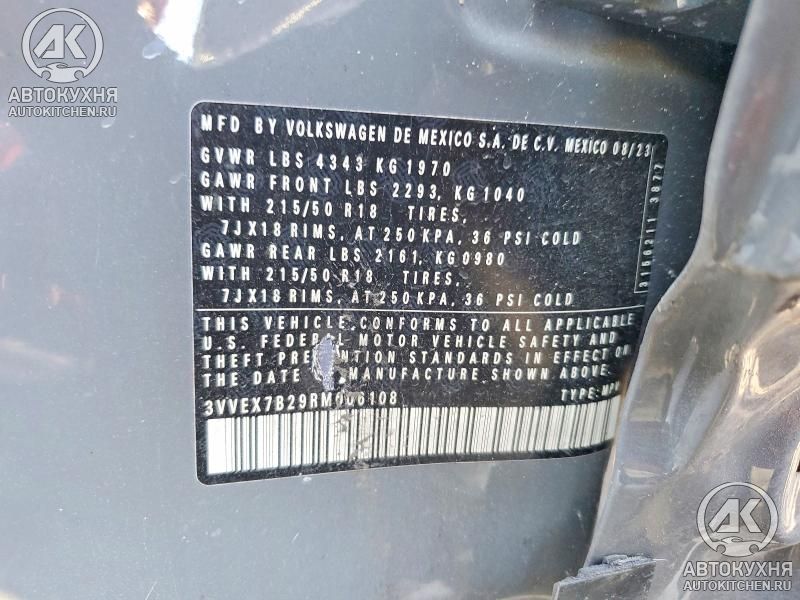 AK
АВТОКУХНЯ
AUTOKITCHEN.RU
MFD BY VOLKSWAGEN DE MEXICO S.A. DE C.V. MEXICO 08/23
GVWR LBS 4343 KG 1970
GAWR FRONT LBS 2293, KG 1040
WITH 215/50 R18 TIRES,
7JX18 RIMS, AT 250 KPA, 36 PSI COLD
GAWR REAR LBS 2161, KG 0980
WITH 215/50 R18 TIRES,
7JX18 RIMS, AT 250 KPA, 36 PSI COLD
THIS VEHICLE CONFORMS TO ALL APPLICABLE
U.S. FEDERAL MOTOR VEHICLE SAFETY AND
THEFT STANDARDS IN EFFECT ON
THE DATE MANUFACTURE SHOWN ABOVE.
TYPE:
AK
АВТОКУХНЯ
AUTOKITCHEN.RU